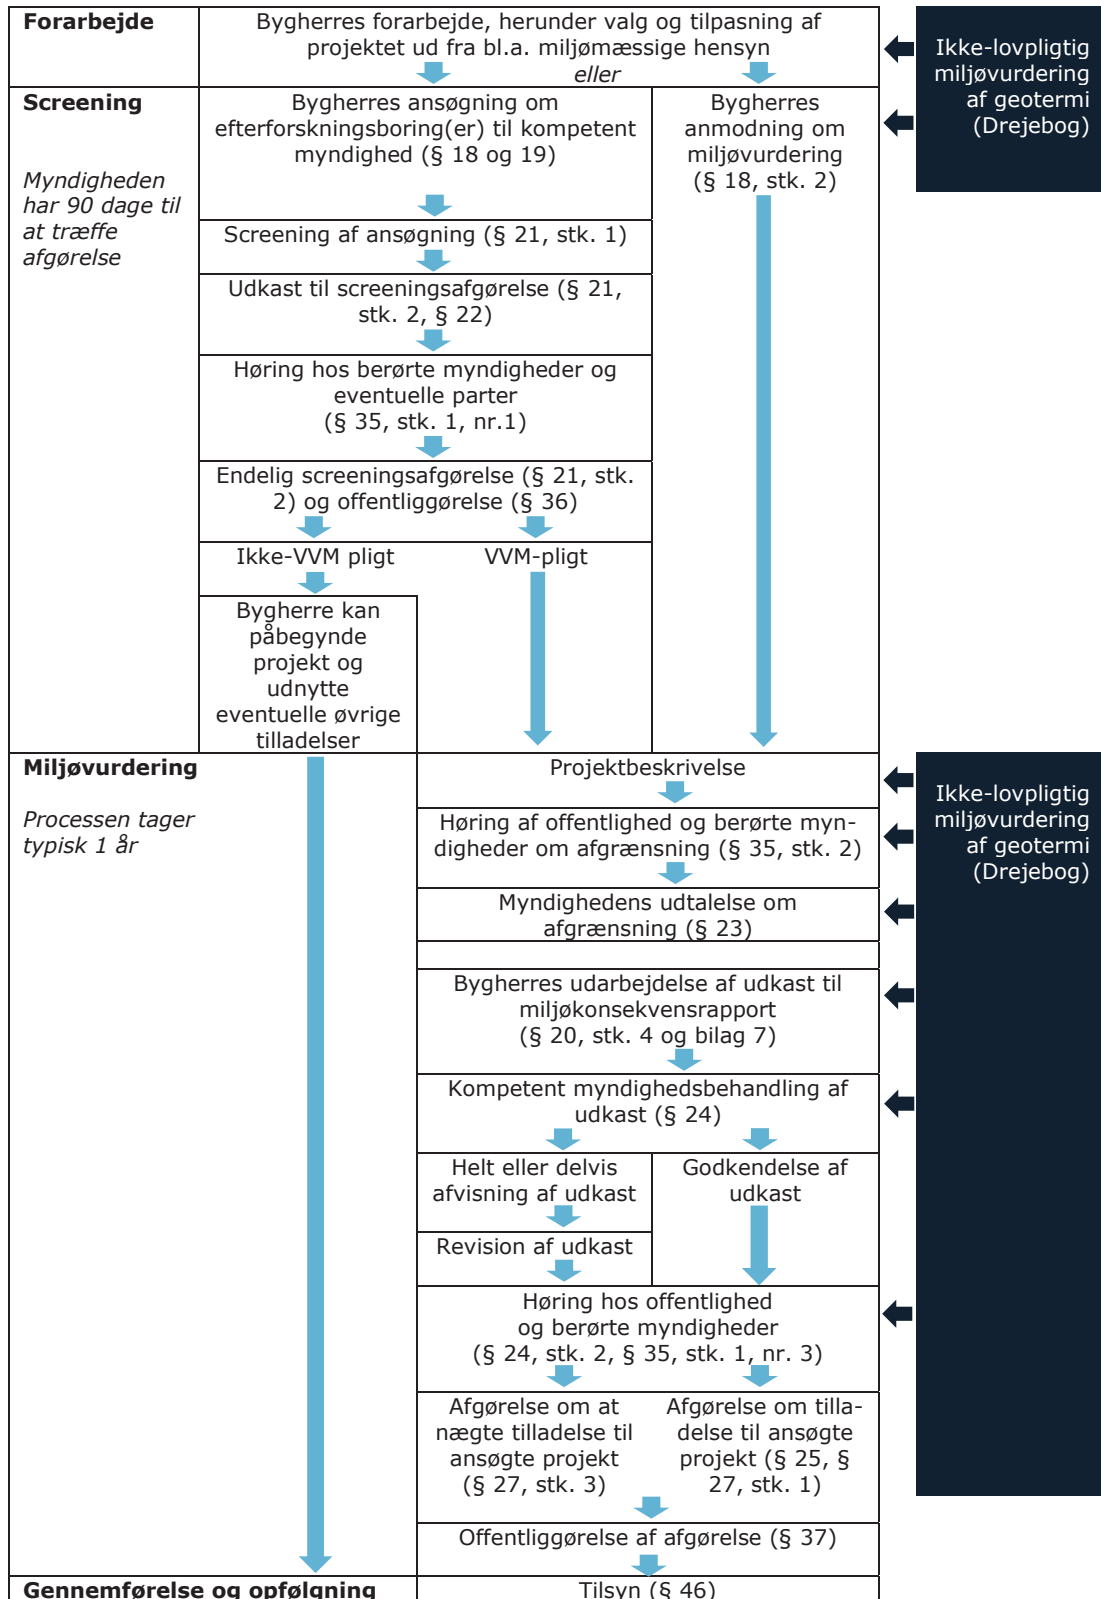 Forarbejde
Bygherres forarbejde, herunder valg og tilpasning af
projektet ud fra bl.a. miljømæssige hensyn
eller
Ikke-lovpligtig
miljøvurdering
af geotermi
(Drejebog)
Screening
Myndigheden
har 90 dage til
at træffe
afgørelse
Bygherres ansøgning om
efterforskningsboring(er) til kompetent
myndighed (§ 18 og 19)
Bygherres
anmodning om
miljøvurdering
(§ 18, stk. 2)
Screening af ansøgning (§ 21, stk. 1)
Udkast til screeningsafgørelse (§ 21,
stk. 2, § 22)
Høring hos berørte myndigheder og
eventuelle parter
(§ 35, stk. 1, nr.1)
Endelig screeningsafgørelse (§ 21, stk.
2) og offentliggørelse (§ 36)
Ikke-VVM pligt
VVM-pligt
Bygherre kan
påbegynde
projekt og
udnytte
eventuelle øvrige
tilladelser
Miljøvurdering
Processen tager
typisk 1 år
Projektbeskrivelse
Ikke-lovpligtig
miljøvurdering
af geotermi
(Drejebog)
Høring af offentlighed og berørte myn-
digheder om afgrænsning (§ 35, stk. 2)
Myndighedens udtalelse om
afgrænsning (§ 23)
Bygherres udarbejdelse af udkast til
miljøkonsekvensrapport
(§ 20, stk. 4 og bilag 7)
Kompetent myndighedsbehandling af
udkast (§ 24)
Helt eller delvis
afvisning af udkast
Godkendelse af
udkast
Revision af udkast
Høring hos offentlighed
og berørte myndigheder
(§ 24, stk. 2, § 35, stk. 1, nr. 3)
Afgørelse om at
nægte tilladelse til
ansøgte projekt
(§ 27, stk. 3)
Afgørelse om tilla-
delse til ansøgte
projekt (§ 25, §
27, stk. 1)
Offentliggørelse af afgørelse (§ 37)
Gennemførelse og opfølgning
Tilsyn (§ 46)